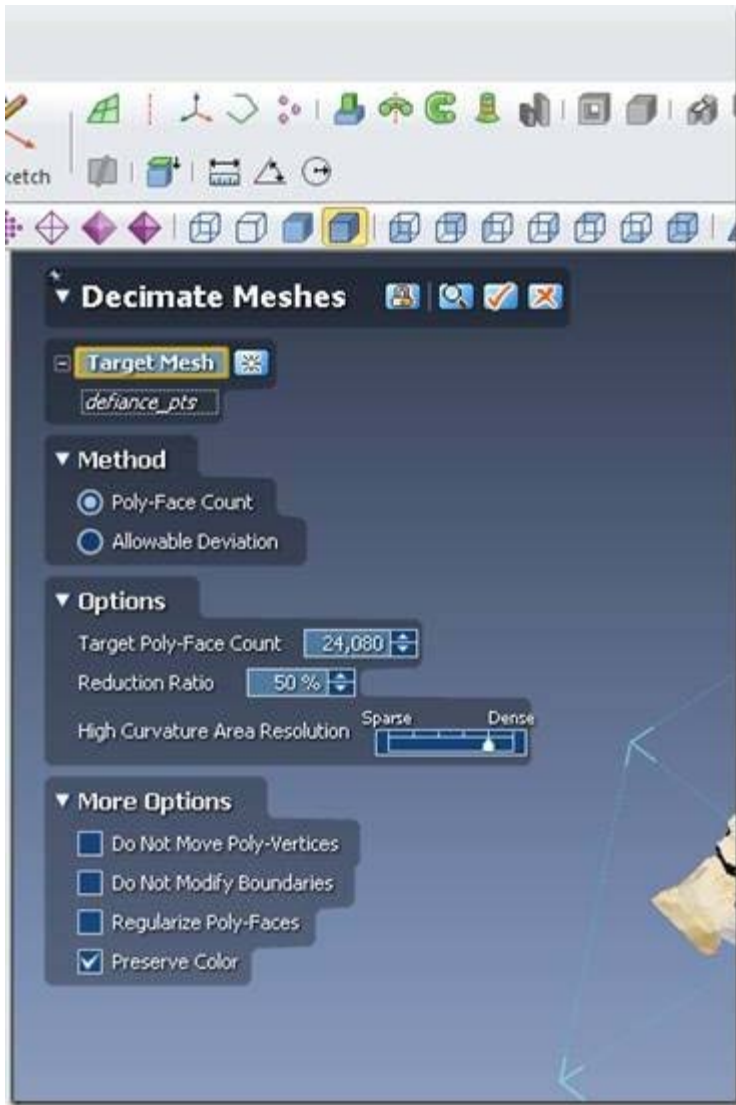 Decimate Meshes
Target Mesh
defiance_pts
Method
Poly-Face Count
Allowable Deviation
Options
Target Poly-Face Count 24,080
Reduction Ratio 50 %
High Curvature Area Resolution Sparse Dense
More Options
Do Not Move Poly-Vertices
Do Not Modify Boundaries
Regularize Poly-Faces
Preserve Color